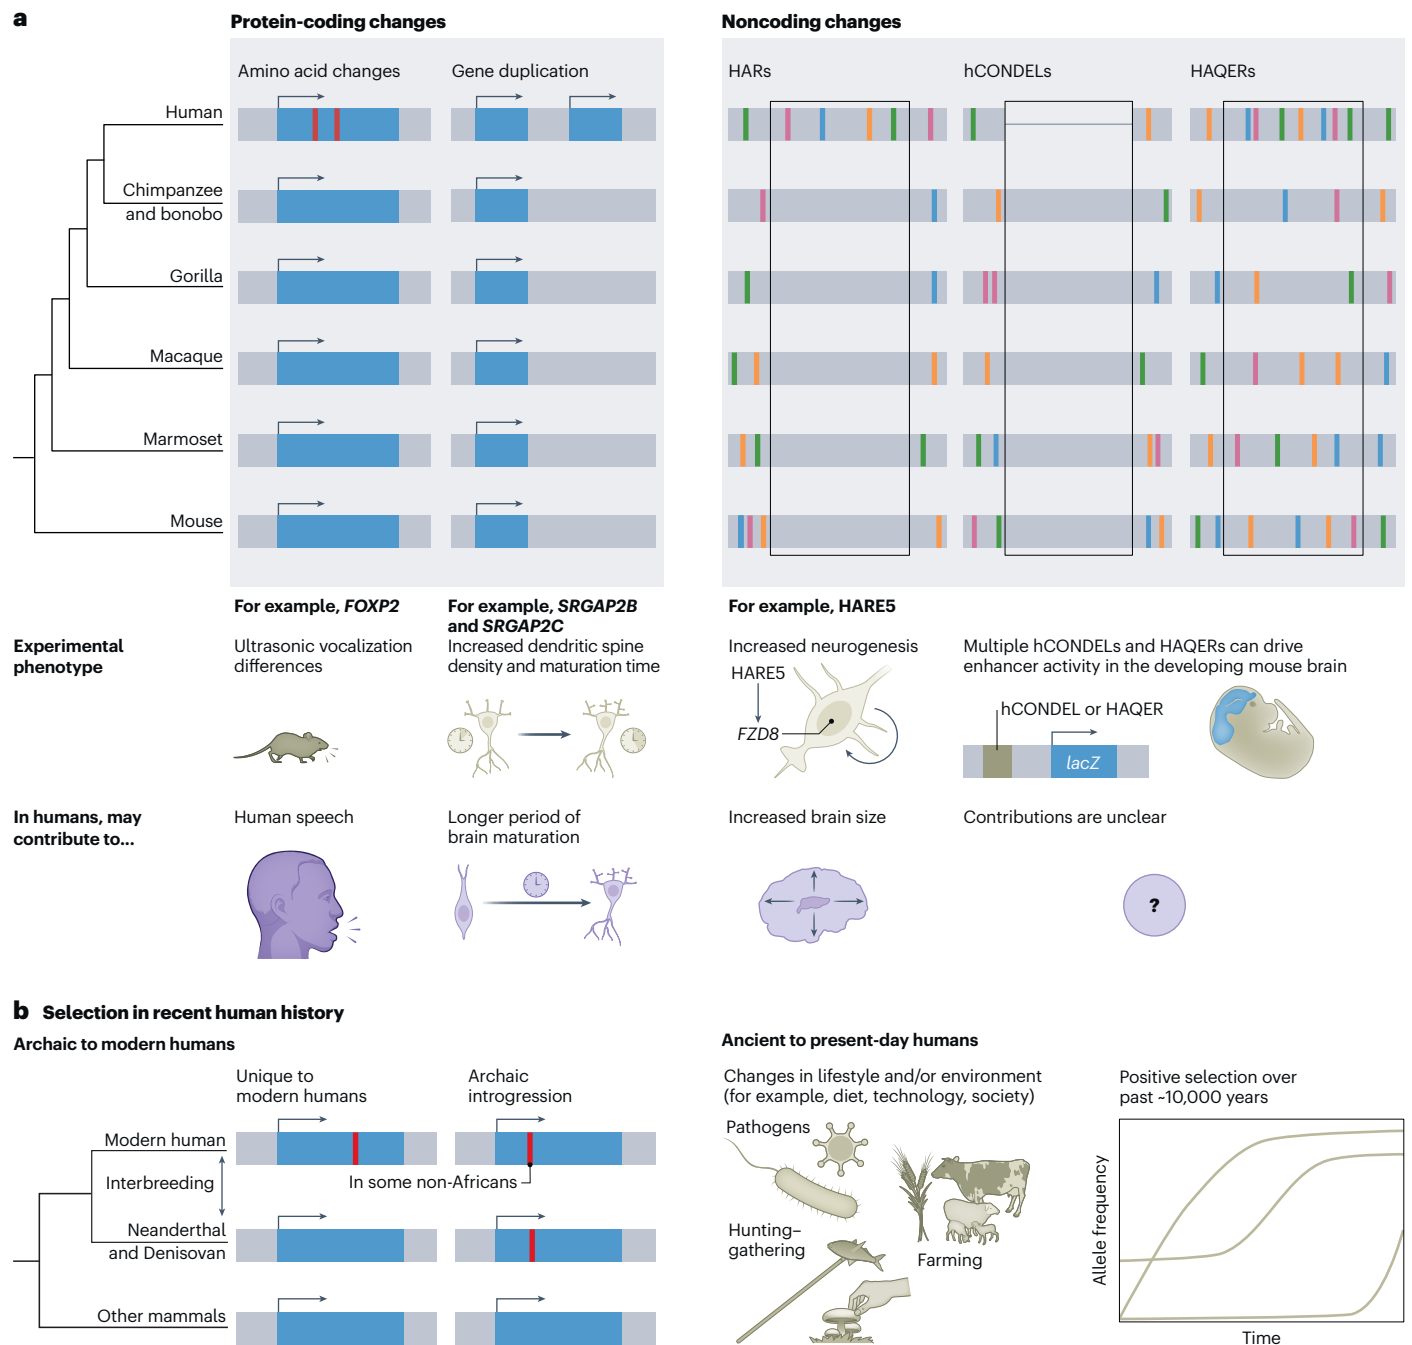 a
Protein-coding changes
Noncoding changes
Amino acid changes
Gene duplication
HARs
hCONDELs
HAQERs
Human
Chimpanzee
and bonobo
Gorilla
Macaque
Marmoset
Mouse
For example, FOXP2
For example, SRGAP2B
and SRGAP2C
For example, HARE5
Experimental
phenotype
Ultrasonic vocalization
differences
Increased dendritic spine
density and maturation time
Increased neurogenesis
HARE5
FZD8
Multiple hCONDELs and HAQERs can drive
enhancer activity in the developing mouse brain
hCONDEL or HAQER
lacZ
In humans, may
contribute to...
Human speech
Longer period of
brain maturation
Increased brain size
Contributions are unclear
?
b Selection in recent human history
Archaic to modern humans
Unique to
modern humans
Archaic
introgression
Modern human
Interbreeding
In some non-Africans
Neanderthal
and Denisovan
Other mammals
Ancient to present-day humans
Changes in lifestyle and/or environment
(for example, diet, technology, society)
Pathogens
Hunting–
gathering
Farming
Positive selection over
past ~10,000 years
Allele frequency
Time